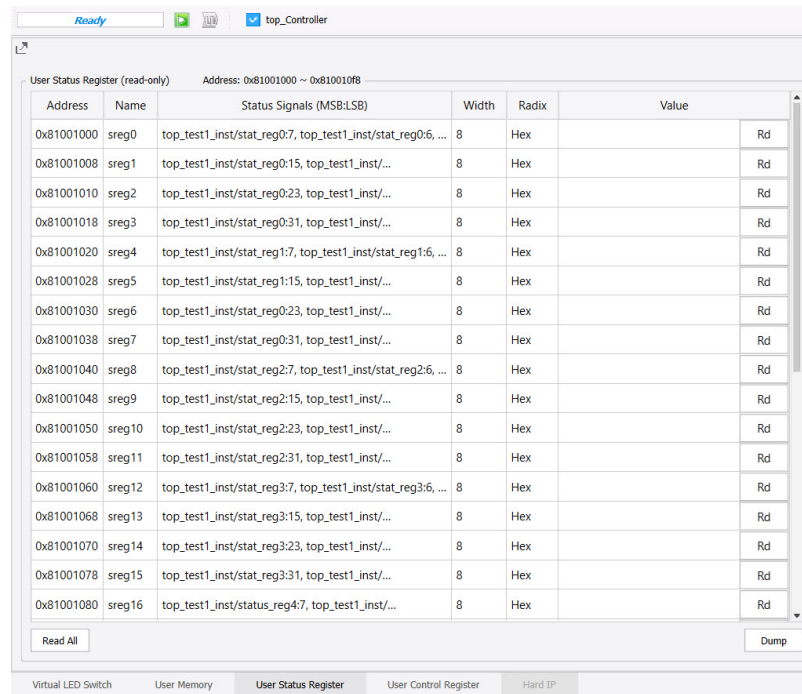 Ready top_Controller
User Status Register (read-only) Address: 0x81001000 ~ 0x810010f8
Address Name Status Signals (MSB:LSB) Width Radix Value
0x81001000 sreg0 top_test1_inst/stat_reg0:7, top_test1_inst/stat_reg0:6, ... 8 Hex Rd
0x81001008 sreg1 top_test1_inst/stat_reg0:15, top_test1_inst/... 8 Hex Rd
0x81001010 sreg2 top_test1_inst/stat_reg0:23, top_test1_inst/... 8 Hex Rd
0x81001018 sreg3 top_test1_inst/stat_reg0:31, top_test1_inst/... 8 Hex Rd
0x81001020 sreg4 top_test1_inst/stat_reg1:7, top_test1_inst/stat_reg1:6, ... 8 Hex Rd
0x81001028 sreg5 top_test1_inst/stat_reg1:15, top_test1_inst/... 8 Hex Rd
0x81001030 sreg6 top_test1_inst/stat_reg0:23, top_test1_inst/... 8 Hex Rd
0x81001038 sreg7 top_test1_inst/stat_reg0:31, top_test1_inst/... 8 Hex Rd
0x81001040 sreg8 top_test1_inst/stat_reg2:7, top_test1_inst/stat_reg2:6, ... 8 Hex Rd
0x81001048 sreg9 top_test1_inst/stat_reg2:15, top_test1_inst/... 8 Hex Rd
0x81001050 sreg10 top_test1_inst/stat_reg2:23, top_test1_inst/... 8 Hex Rd
0x81001058 sreg11 top_test1_inst/stat_reg2:31, top_test1_inst/... 8 Hex Rd
0x81001060 sreg12 top_test1_inst/stat_reg3:7, top_test1_inst/stat_reg3:6, ... 8 Hex Rd
0x81001068 sreg13 top_test1_inst/stat_reg3:15, top_test1_inst/... 8 Hex Rd
0x81001070 sreg14 top_test1_inst/stat_reg3:23, top_test1_inst/... 8 Hex Rd
0x81001078 sreg15 top_test1_inst/stat_reg3:31, top_test1_inst/... 8 Hex Rd
0x81001080 sreg16 top_test1_inst/status_reg4:7, top_test1_inst/... 8 Hex Rd
Read All Dump
Virtual LED Switch User Memory User Status Register User Control Register Hard IP